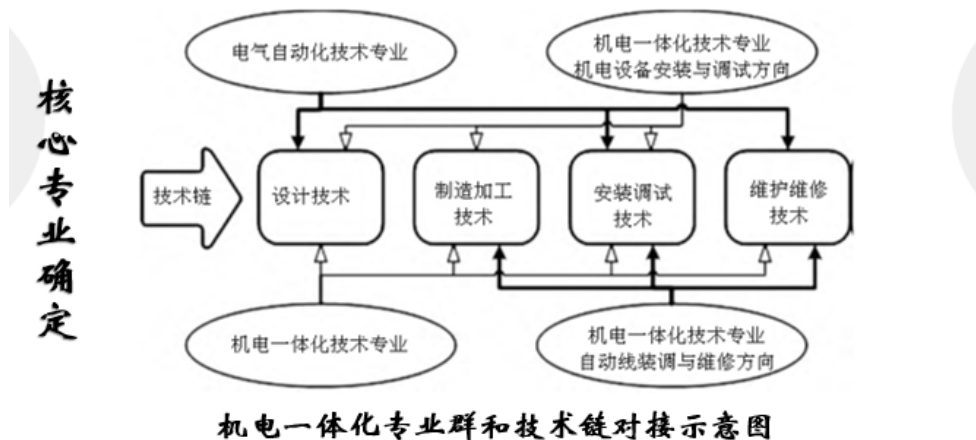 核心专业确定
电气自动化技术专业
机电一体化技术专业
机电设备安装与调试方向
技术链
设计技术
制造加工
技术
安装调试
技术
维护维修
技术
机电一体化技术专业
机电一体化技术专业
自动线装调与维修方向
机电一体化专业群和技术链对接示意图